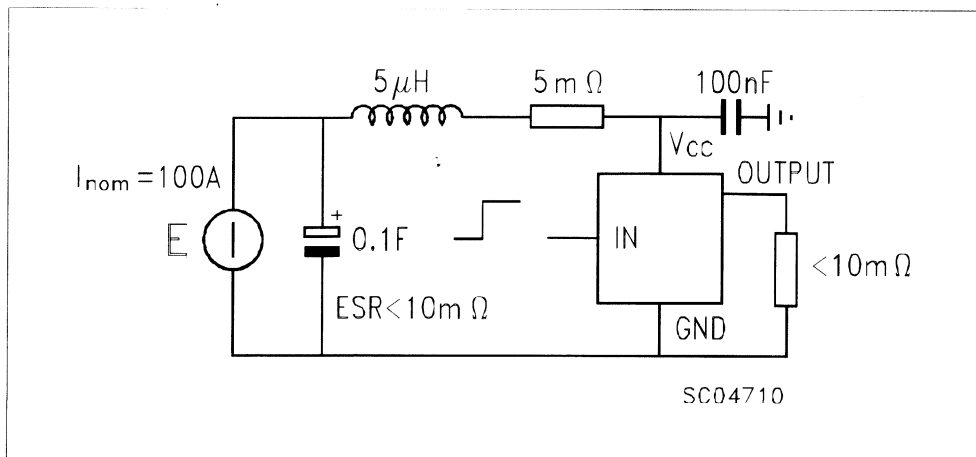 5μH
5mΩ
100nF
Vcc
OUTPUT
Inom=100A
E
+
0.1F
IN
<10mΩ
ESR<10mΩ
GND
SC04710